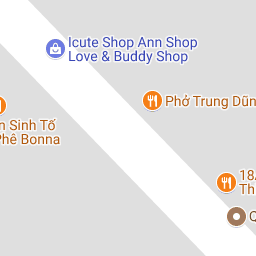 Icute Shop Ann Shop
Love & Buddy Shop
Phở Trung Dũn
n Sinh Tố
Phê Bonna
18/
Th
Q